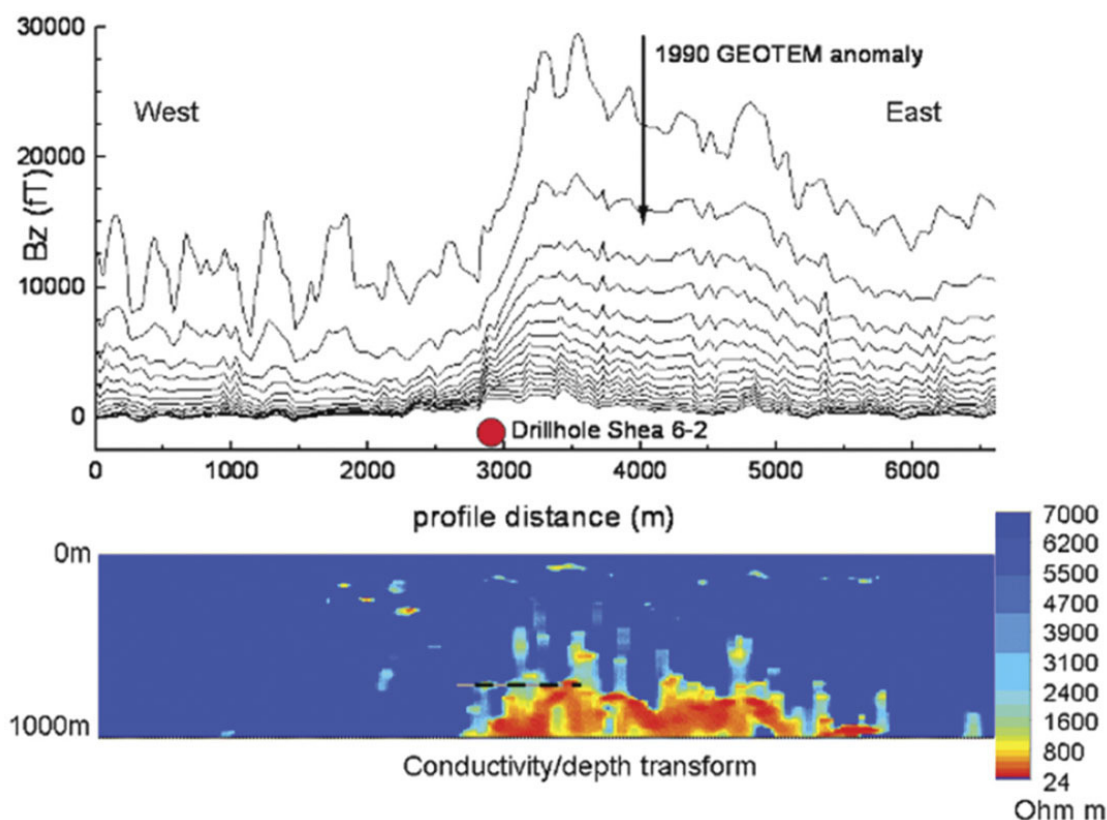 30000
1990 GEOTEM anomaly
West
East
20000
Bz (fT)
10000
0
Drillhole Shea 6-2
0 1000 2000 3000 4000 5000 6000
profile distance (m)
0m
1000m
Conductivity/depth transform
7000
6200
5500
4700
3900
3100
2400
1600
800
24
Ohm m